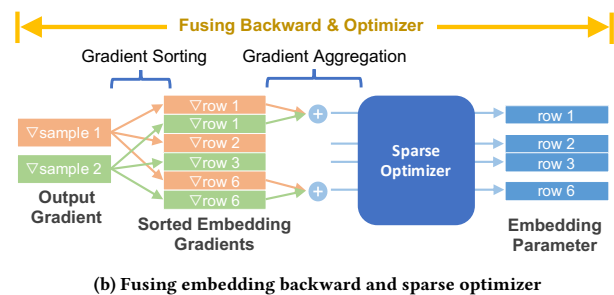 Fusing Backward & Optimizer
Gradient Sorting
Gradient Aggregation
▽sample 1
▽sample 2
Output
Gradient
▽row 1
▽row 1
▽row 2
▽row 3
▽row 6
▽row 6
Sorted Embedding
Gradients
+
+
Sparse
Optimizer
row 1
row 2
row 3
row 6
Embedding
Parameter
(b) Fusing embedding backward and sparse optimizer